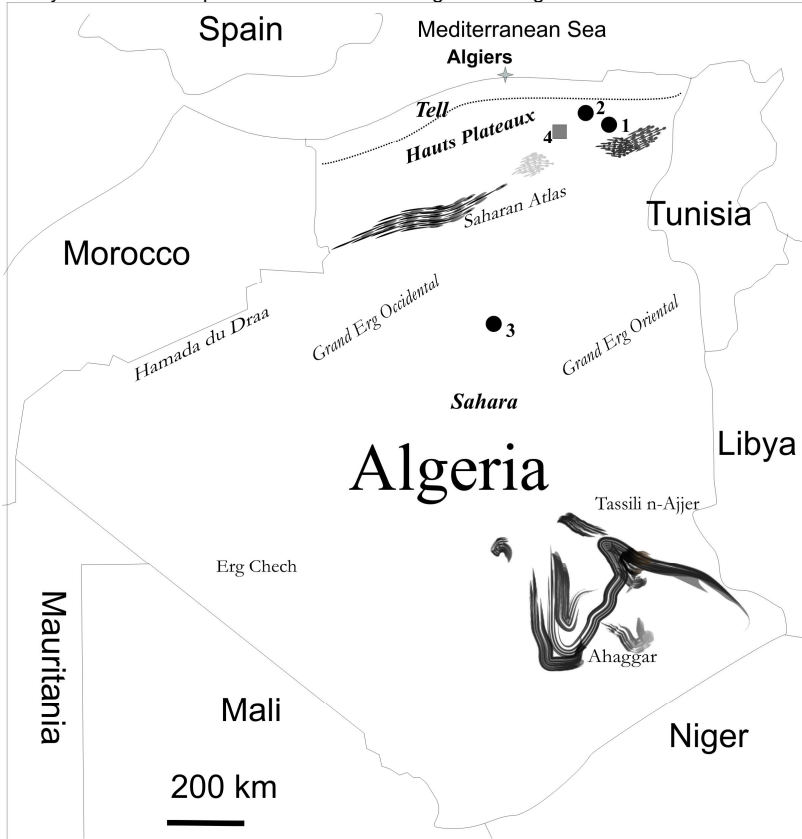 Spain
Mediterranean Sea
Algiers
Tell
Hauts Plateaux
2
1
4
Saharan Atlas
Tunisia
Morocco
Hamada du Draa
Grand Erg Occidental
3
Grand Erg Oriental
Sahara
Algeria
Libya
Tassili n-Ajjer
Erg Chech
Mauritania
Ahaggar
Mali
Niger
200 km